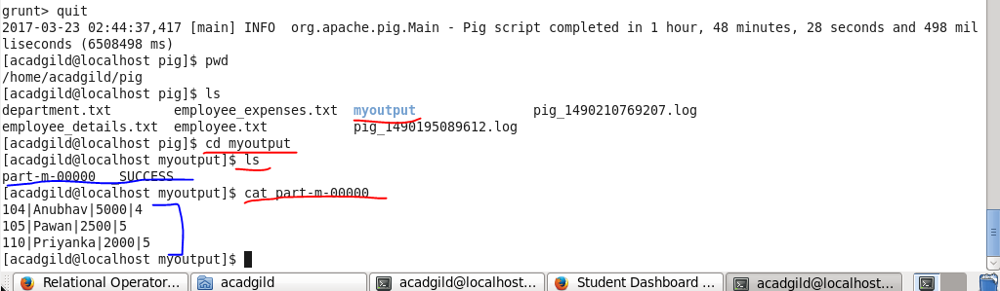 grunt> quit
2017-03-23 02:44:37,417 [main] INFO  org.apache.pig.Main - Pig script completed in 1 hour, 48 minutes, 28 seconds and 498 mil
liseconds (6508498 ms)
[acadgild@localhost pig]$ pwd
/home/acadgild/pig
[acadgild@localhost pig]$ ls
department.txt        employee_expenses.txt  myoutput              pig_1490210769207.log
employee_details.txt  employee.txt           pig_1490195089612.log
[acadgild@localhost pig]$ cd myoutput
[acadgild@localhost myoutput]$ ls
part-m-00000  _SUCCESS
[acadgild@localhost myoutput]$ cat part-m-00000
104|Anubhav|5000|4
105|Pawan|2500|5
110|Priyanka|2000|5
[acadgild@localhost myoutput]$
Relational Operator... acadgild acadgild@localhost... Student Dashboard ... acadgild@localhost...